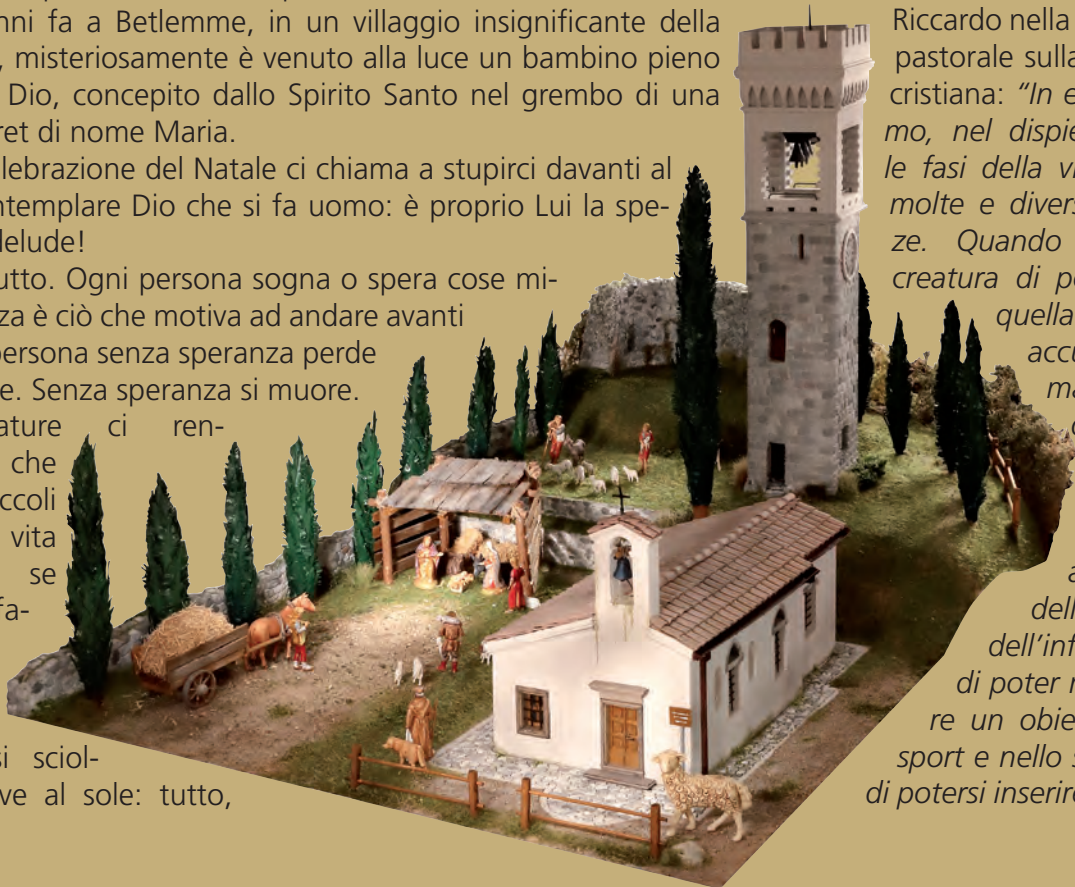 nni fa a Betlemme, in un villaggio insignificante della
, misteriosamente è venuto alla luce un bambino pieno
Dio, concepito dallo Spirito Santo nel grembo di una
ret di nome Maria.
lebrazione del Natale ci chiama a stupirci davanti al
ntemplare Dio che si fa uomo: è proprio Lui la spe-
delude!
utto. Ogni persona sogna o spera cose mi-
za è ciò che motiva ad andare avanti
persona senza speranza perde
e. Senza speranza si muore.
ature ci ren-
che
ccoli
vita
se
fa-
si sciol-
ve al sole: tutto,
Riccardo nella
pastorale sulla
cristiana: "In e
mo, nel dispie
le fasi della vi
molte e divers
ze. Quando
creatura di po
quella
accu
ma
a
dell
dell'inf
di poter r
re un obie
sport e nello s
di potersi inserire